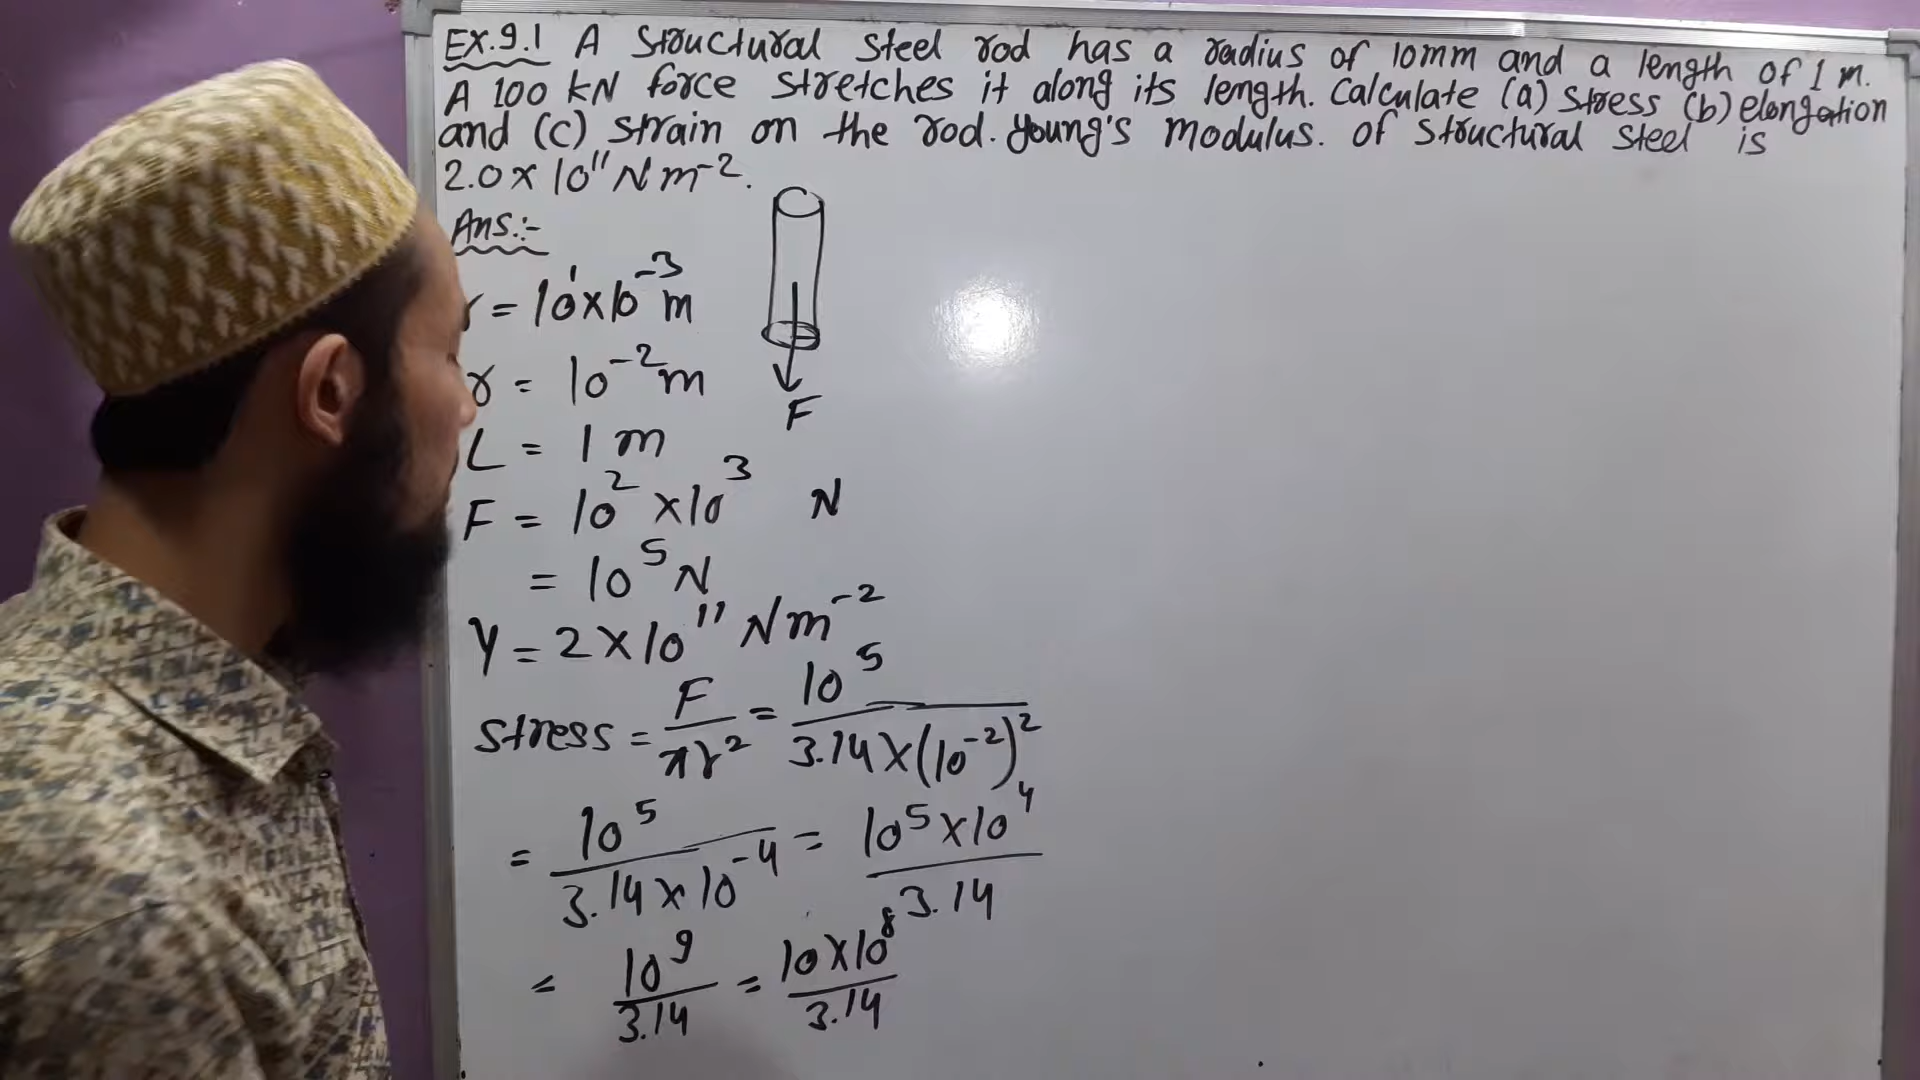 Ex.9.1 A Structural Steel rod has a radius of 10mm and a length of 1 m.
A 100 kN force stretches it along its length. Calculate (a) stress (b) elongation
and (c) strain on the rod. Young's Modulus. of Structural steel is
2.0 x 10¹¹ N m⁻².
Ans:-
r = 10¹x10⁻³ m
r = 10⁻² m
L = 1 m
F = 10² x10³ N
= 10⁵ N
Y = 2 x 10¹¹ N m⁻²
F
stress = F/πr² = 10⁵/3.14 x (10⁻²)²
= 10⁵/3.14 x 10⁻⁴ = 10⁵ x 10⁴/3.14
= 10⁹/3.14 = 10 x 10⁸/3.14